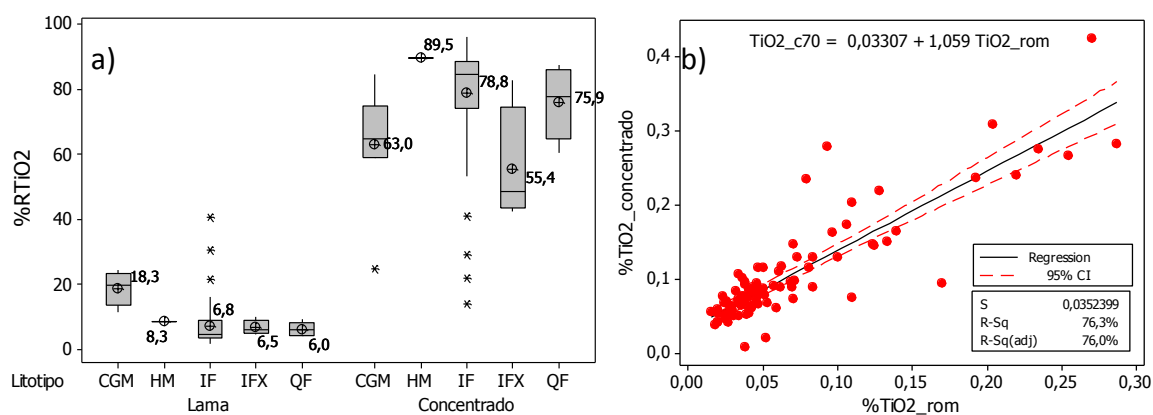 a)
%RTiO2
100
80
60
40
20
0
18,3
8,3
6,8
6,5
6,0
63,0
89,5
78,8
55,4
75,9
Litotipo CGM HM IF IFX QF CGM HM IF IFX QF
Lama Concentrado
b)
TiO2_c70 = 0,03307 + 1,059 TiO2_rom
%TiO2_concentrado
0,4
0,3
0,2
0,1
0,0
Regression
95% CI
S 0,0352399
R-Sq 76,3%
R-Sq(adj) 76,0%
0,00 0,05 0,10 0,15 0,20 0,25 0,30
%TiO2_rom